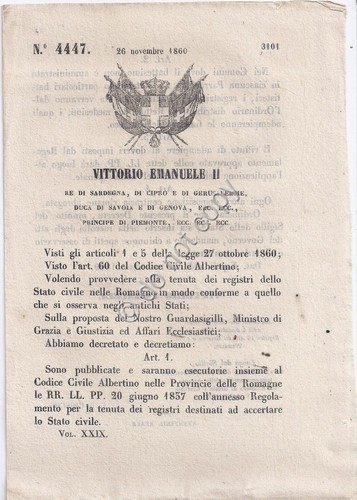 N.° 4447.
26 novembre 1860
3101
VITTORIO EMANUELE II
RE DI SARDEGNA, DI CIPRO E DI GERUSALEMME,
DUCA DI SAVOIA E DI GENOVA, ECC. ECC.,
PRINCIPE DI PIEMONTE, ECC. ECC. ECC.
Visti gli articoli 1 e 5 della legge 27 ottobre 1860;
Visto l'art. 60 del Codice Civile Albertino;
Volendo provvedere alla tenuta dei registri dello
Stato civile nelle Romagne in modo conforme a quello
che si osserva negli antichi Stati;
Sulla proposta del Nostro Guardasigilli, Ministro di
Grazia e Giustizia ed Affari Ecclesiastici;
Abbiamo decretato e decretiamo:
Art. 1.
Sono pubblicate e saranno esecutorie insieme al
Codice Civile Albertino nelle Provincie delle Romagne
le RR. LL. PP. 20 giugno 1837 coll'annesso Regola-
mento per la tenuta dei registri destinati ad accertare
lo Stato civile.
VOL. XXIX.